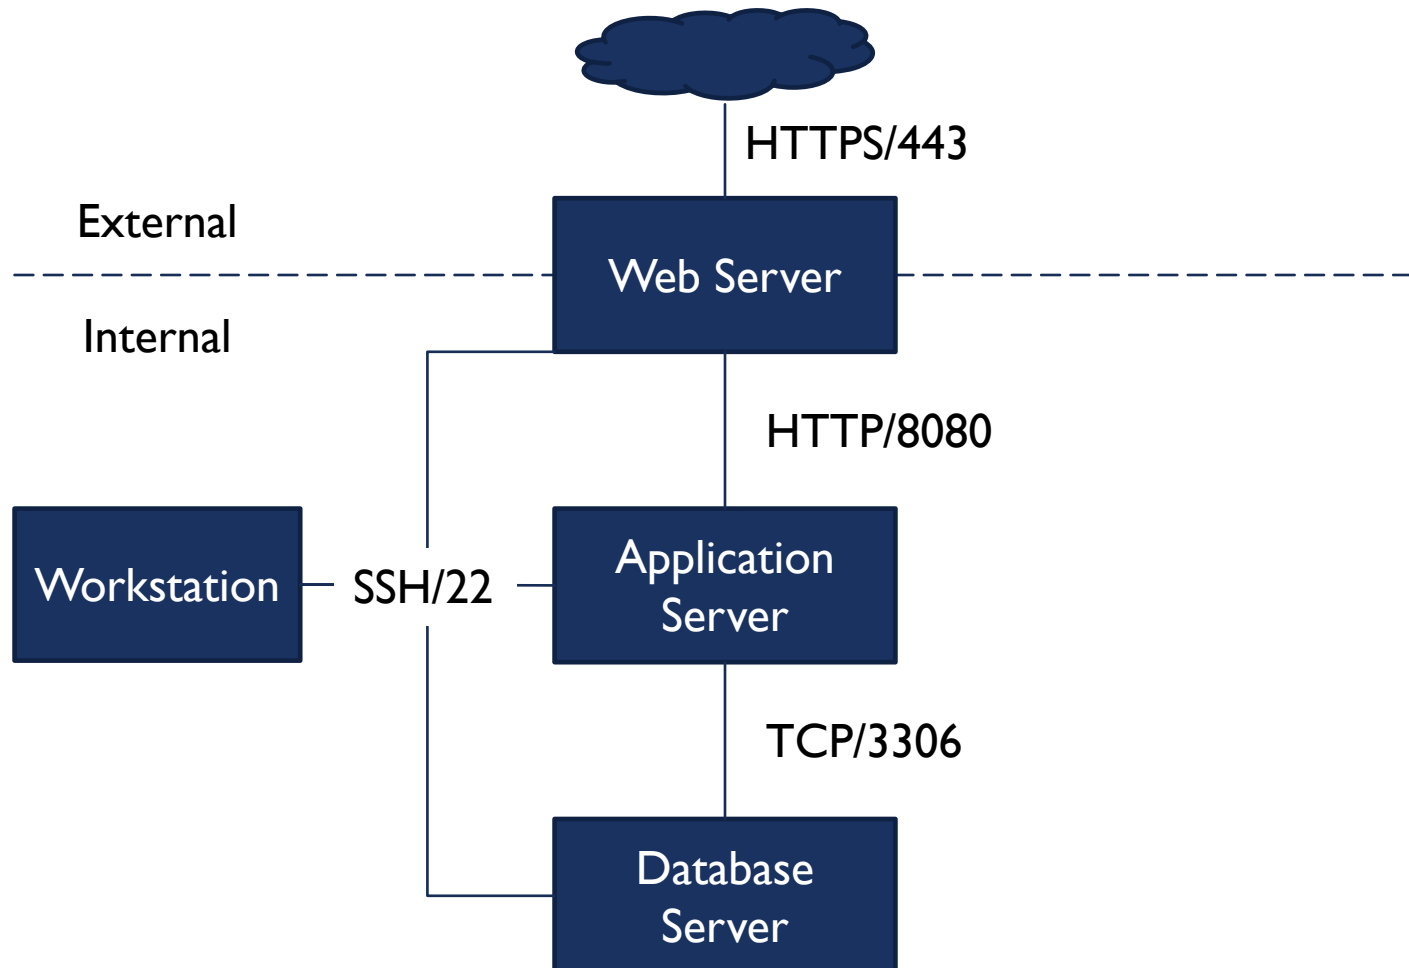 HTTPS/443
External
Web Server
Internal
HTTP/8080
Workstation
SSH/22
Application
Server
TCP/3306
Database
Server